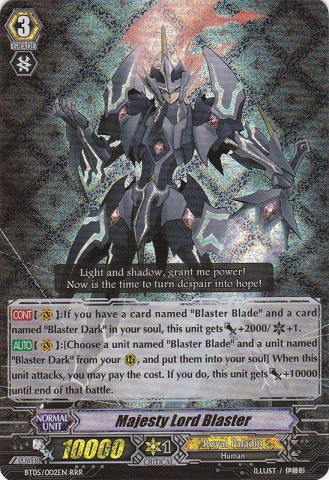 3
GRADE
Light and shadow, grant me power!
Now is the time to turn despair into hope!
CONT [ ]:If you have a card named "Blaster Blade" and a card
named "Blaster Dark" in your soul, this unit gets +2000/ +1.
AUTO [ ]:[Choose a unit named "Blaster Blade" and a unit named
"Blaster Dark" from your , and put them into your soul] When this
unit attacks, you may pay the cost. If you do, this unit gets +10000
until end of that battle.
NORMAL
UNIT
Majesty Lord Blaster
POWER 10000 1 CRITICAL
Royal Paladin
Human
BT05/002EN RRR
ILLUST / 伊藤彰